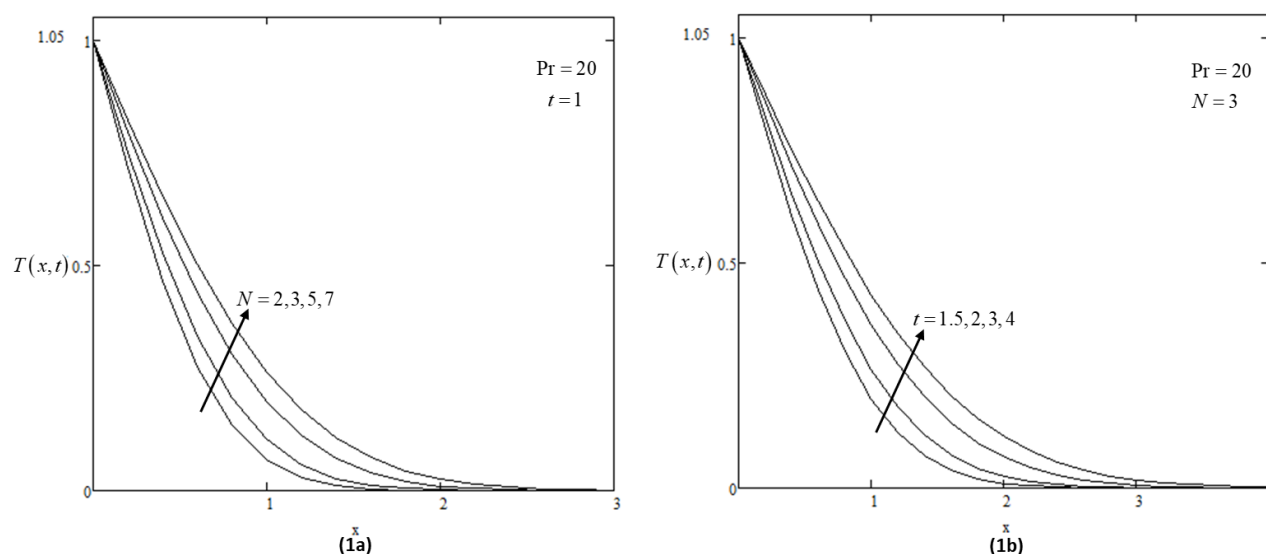 1.05
1
Pr = 20
t = 1
T(x,t)
0.5
N = 2,3,5,7
0
1
2
3
x
(1a)
1.05
1
Pr = 20
N = 3
T(x,t)
0.5
t = 1.5,2,3,4
0
1
2
3
x
(1b)